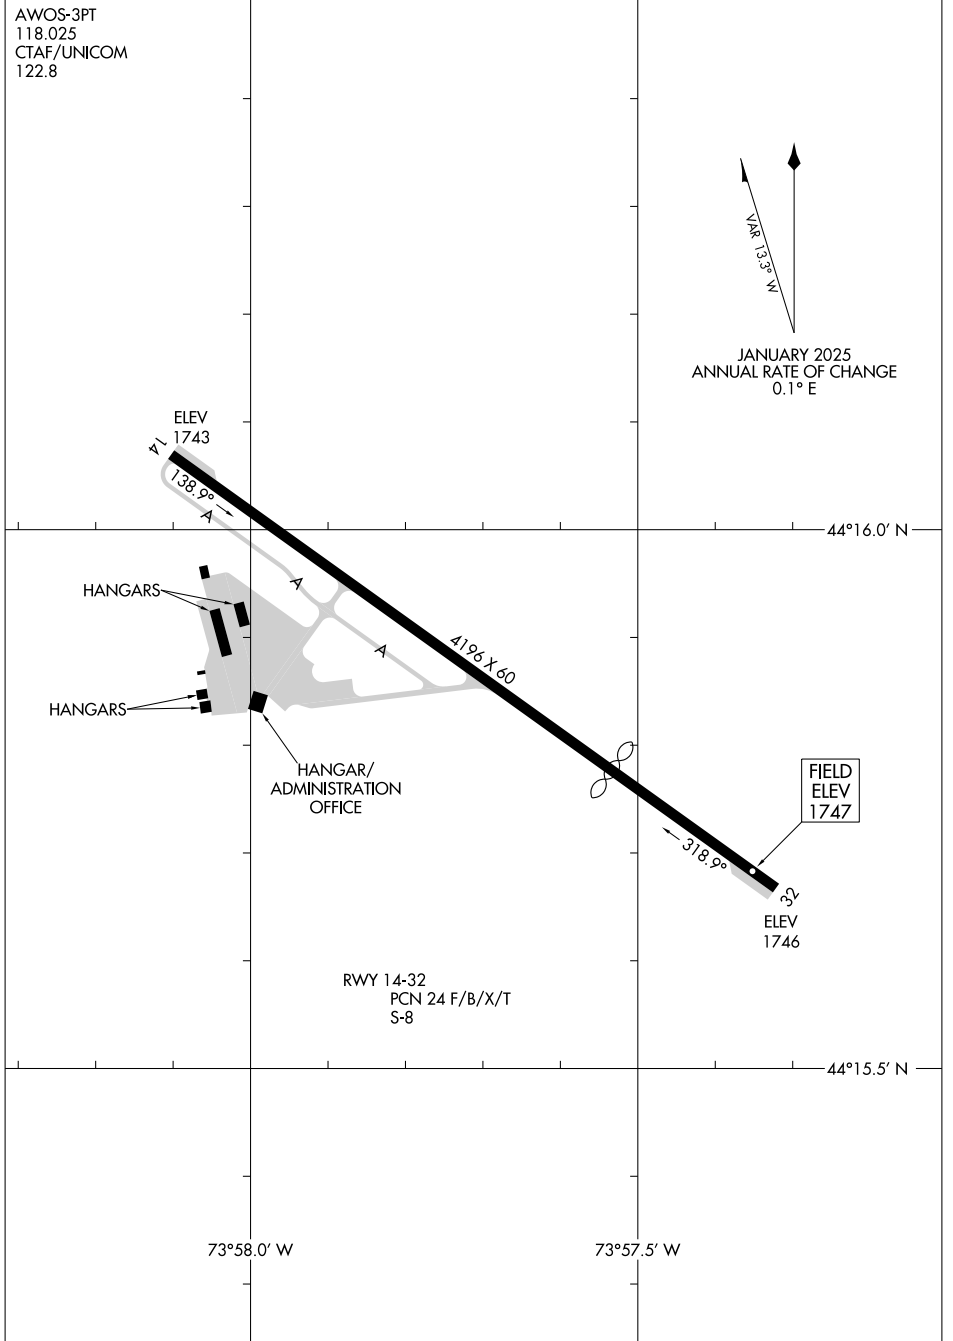 AWOS-3PT
118.025
CTAF/UNICOM
122.8
VAR 13.3° W
JANUARY 2025
ANNUAL RATE OF CHANGE
0.1° E
ELEV
1743
14
138.9°
A
44°16.0' N
A
HANGARS
A
4196 X 60
HANGARS
HANGAR/
ADMINISTRATION
OFFICE
FIELD
ELEV
1747
318.9°
32
ELEV
1746
RWY 14-32
PCN 24 F/B/X/T
S-8
44°15.5' N
73°58.0' W
73°57.5' W